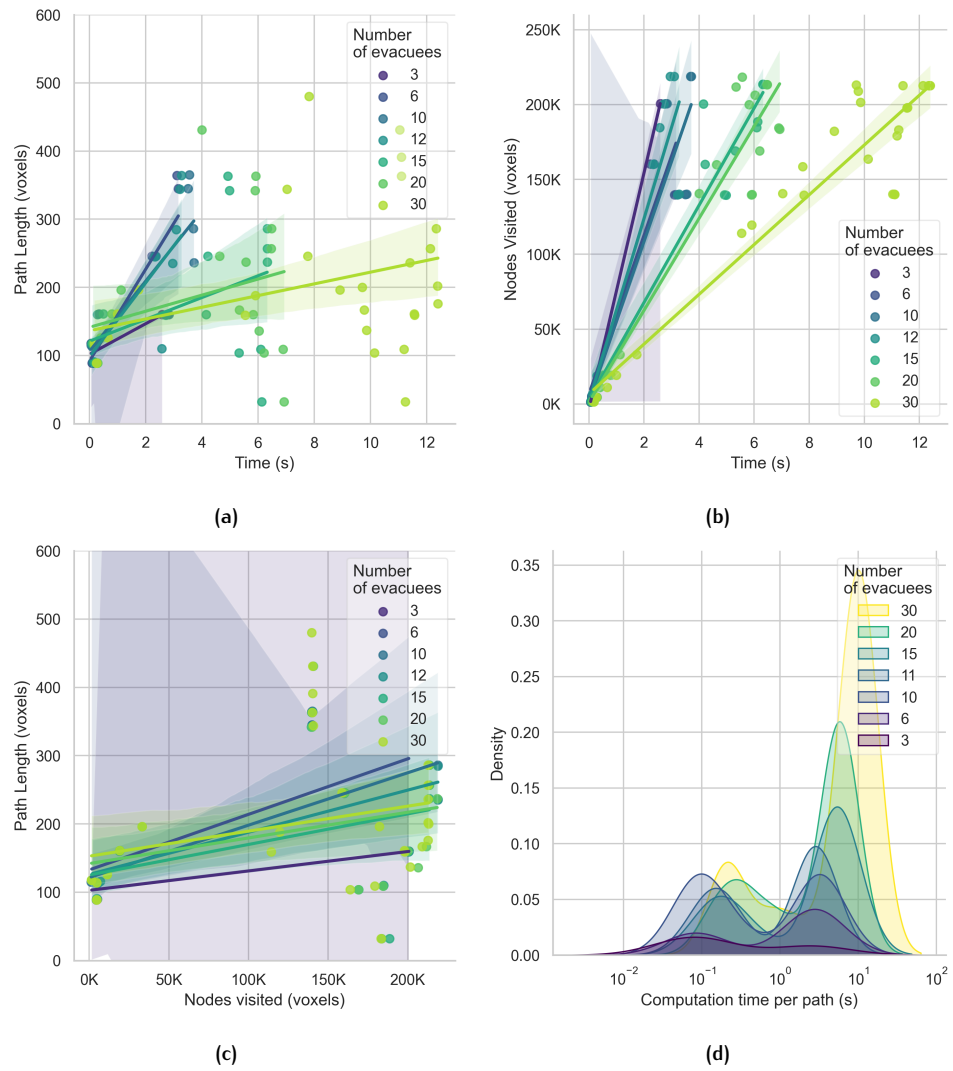 Number
of evacuees
3
6
10
12
15
20
30
600
500
400
300
200
100
0
Path Length (voxels)
0 2 4 6 8 10 12
Time (s)
(a)
250K
200K
150K
100K
50K
0K
Nodes Visited (voxels)
Number
of evacuees
3
6
10
12
15
20
30
0 2 4 6 8 10 12
Time (s)
(b)
600
500
400
300
200
100
0
Path Length (voxels)
Number
of evacuees
3
6
10
12
15
20
30
0K 50K 100K 150K 200K
Nodes visited (voxels)
(c)
0.35
0.30
0.25
0.20
0.15
0.10
0.05
0.00
Density
Number
of evacuees
30
20
15
11
10
6
3
10⁻² 10⁻¹ 10⁰ 10¹ 10²
Computation time per path (s)
(d)